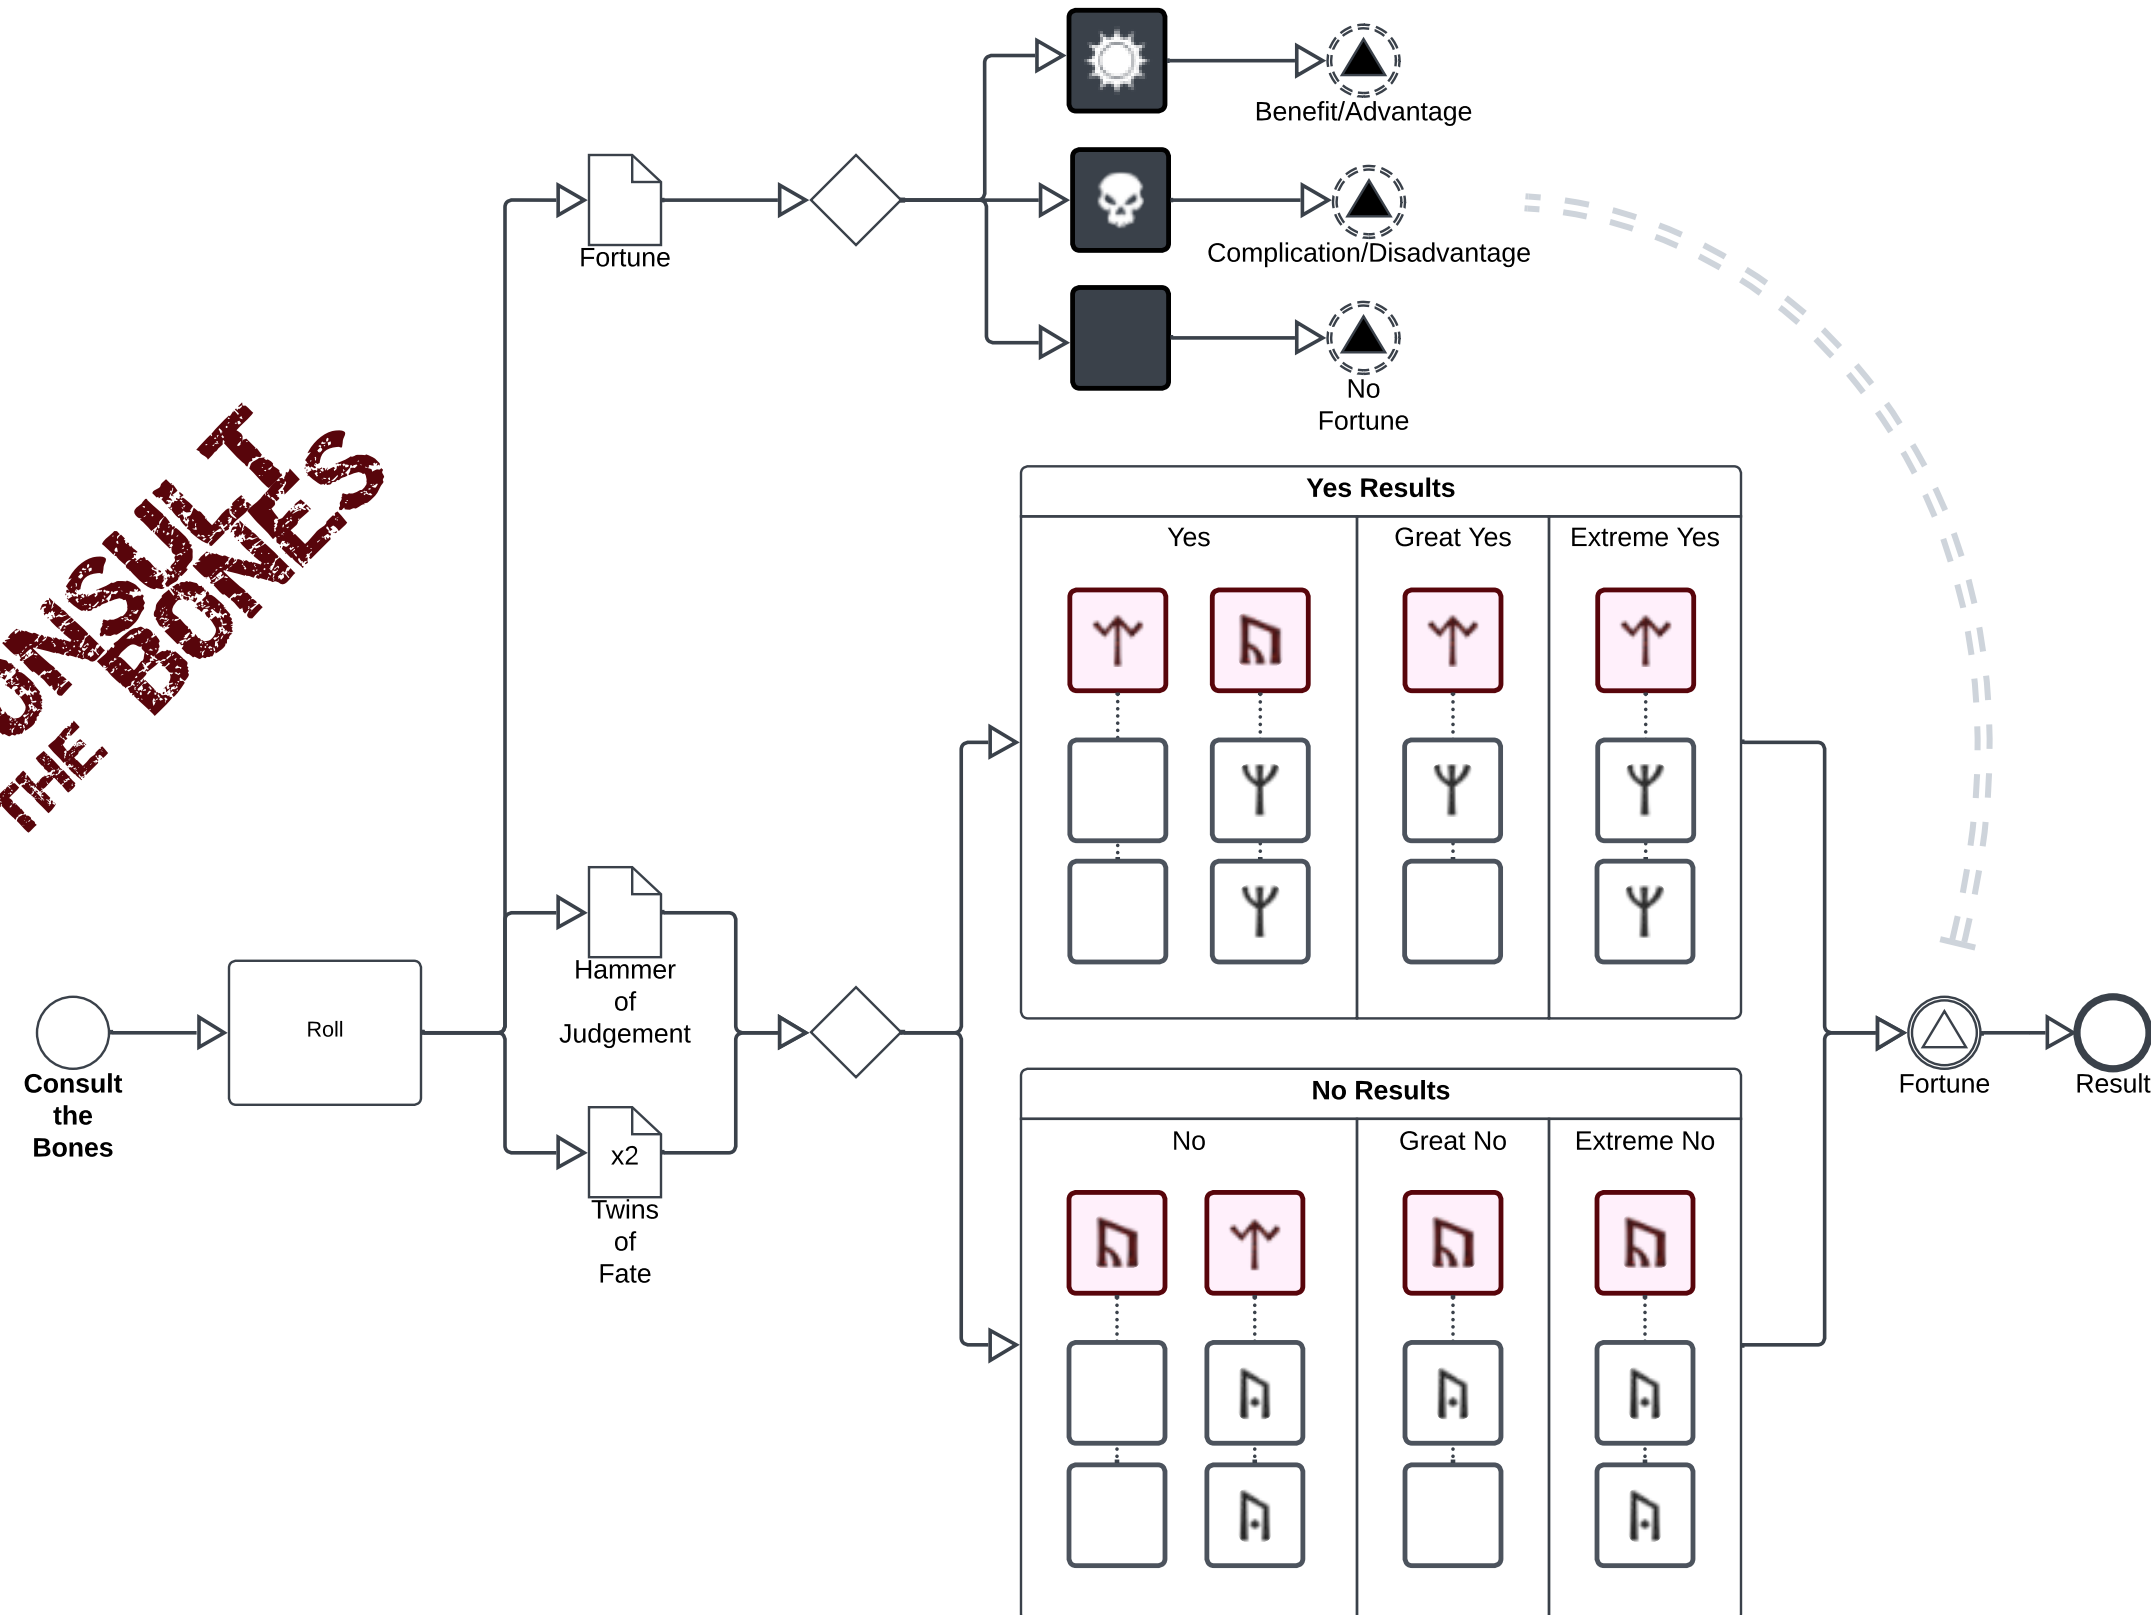 Benefit/Advantage
Fortune
Complication/Disadvantage
No
Fortune
THE
BONES
Yes Results
Yes
Great Yes
Extreme Yes
Hammer
of
Judgement
Roll
Consult
the
Bones
x2
Twins
of
Fate
No Results
No
Great No
Extreme No
Fortune
Result